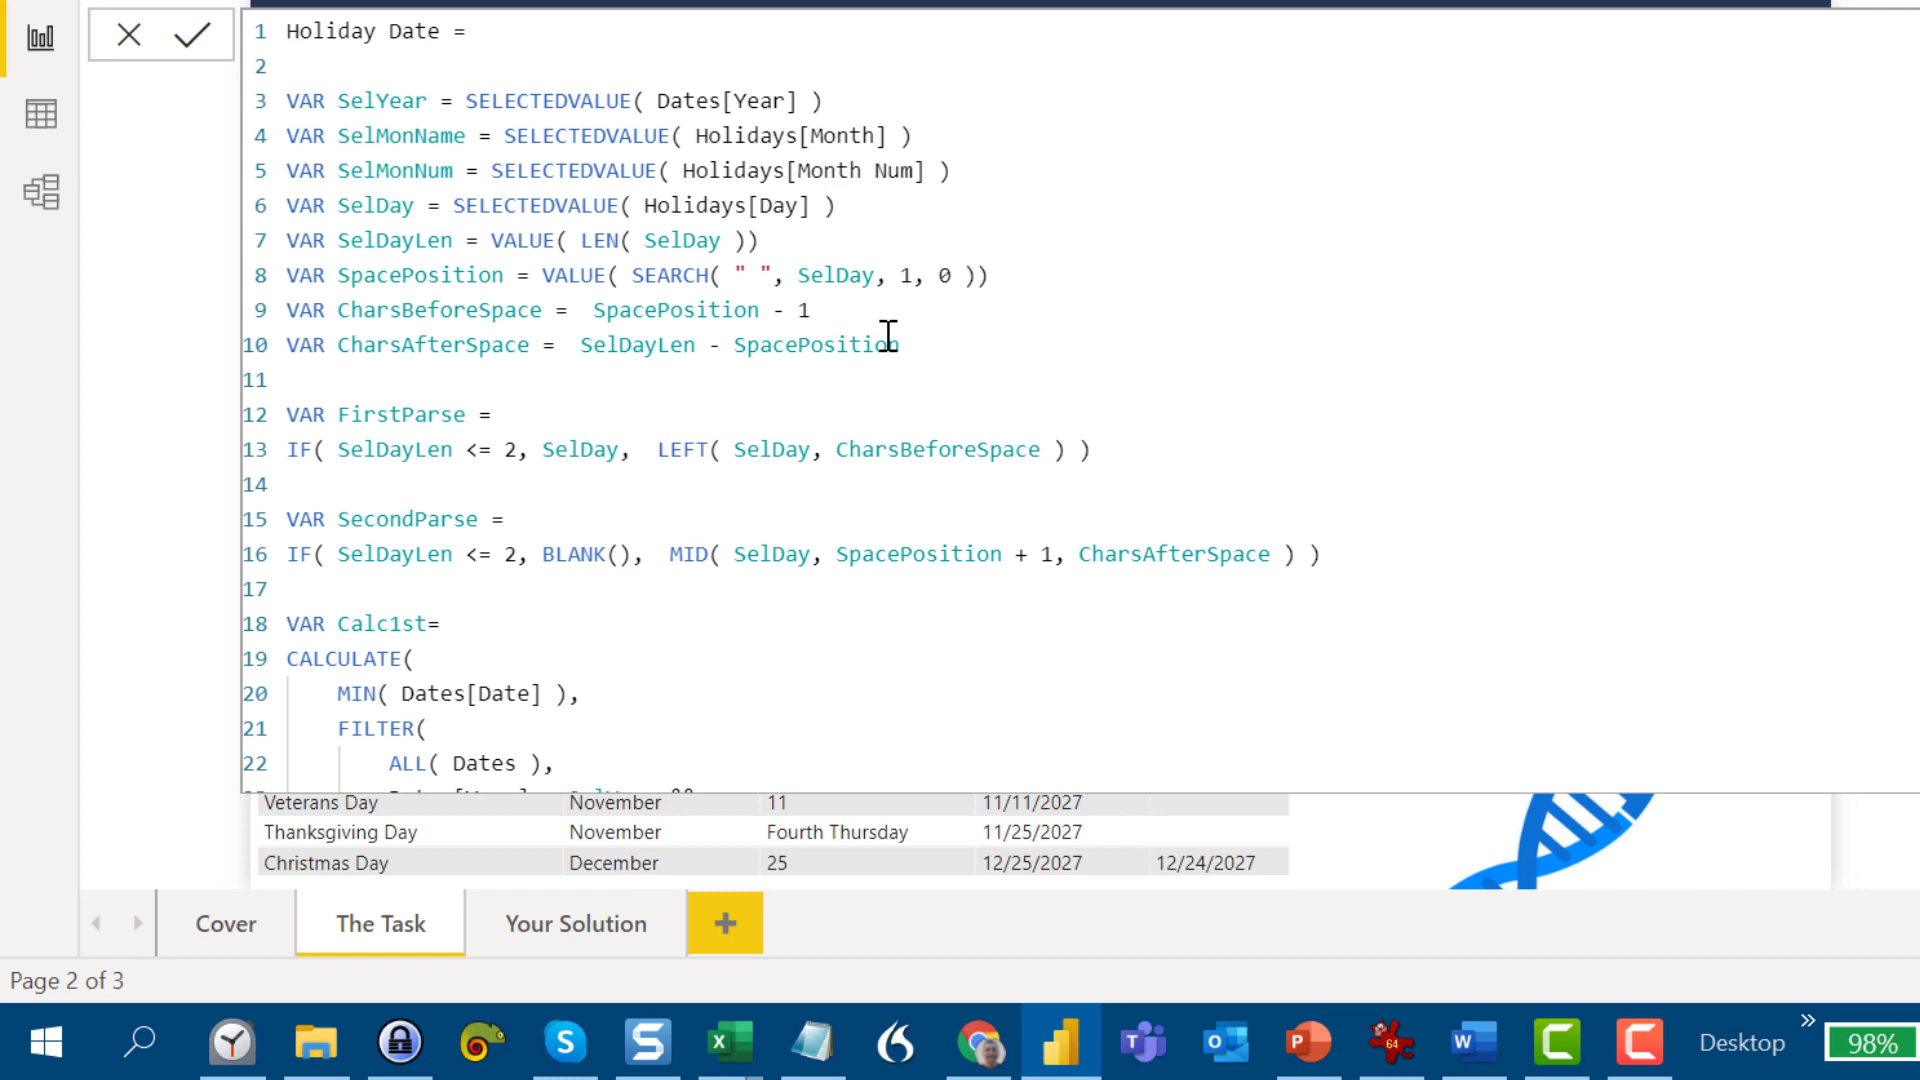 1 Holiday Date =
2
3 VAR SelYear = SELECTEDVALUE( Dates[Year] )
4 VAR SelMonName = SELECTEDVALUE( Holidays[Month] )
5 VAR SelMonNum = SELECTEDVALUE( Holidays[Month Num] )
6 VAR SelDay = SELECTEDVALUE( Holidays[Day] )
7 VAR SelDayLen = VALUE( LEN( SelDay ))
8 VAR SpacePosition = VALUE( SEARCH( " ", SelDay, 1, 0 ))
9 VAR CharsBeforeSpace =  SpacePosition - 1
10 VAR CharsAfterSpace =  SelDayLen - SpacePosition
11
12 VAR FirstParse =
13 IF( SelDayLen <= 2, SelDay,  LEFT( SelDay, CharsBeforeSpace ) )
14
15 VAR SecondParse =
16 IF( SelDayLen <= 2, BLANK(),  MID( SelDay, SpacePosition + 1, CharsAfterSpace ) )
17
18 VAR Calc1st=
19 CALCULATE(
20 MIN( Dates[Date] ),
21 FILTER(
22 ALL( Dates ),
Veterans Day November 11 11/11/2027
Thanksgiving Day November Fourth Thursday 11/25/2027
Christmas Day December 25 12/25/2027 12/24/2027
Cover The Task Your Solution +
Page 2 of 3
S S X T O P 64 W C C Desktop » 98%